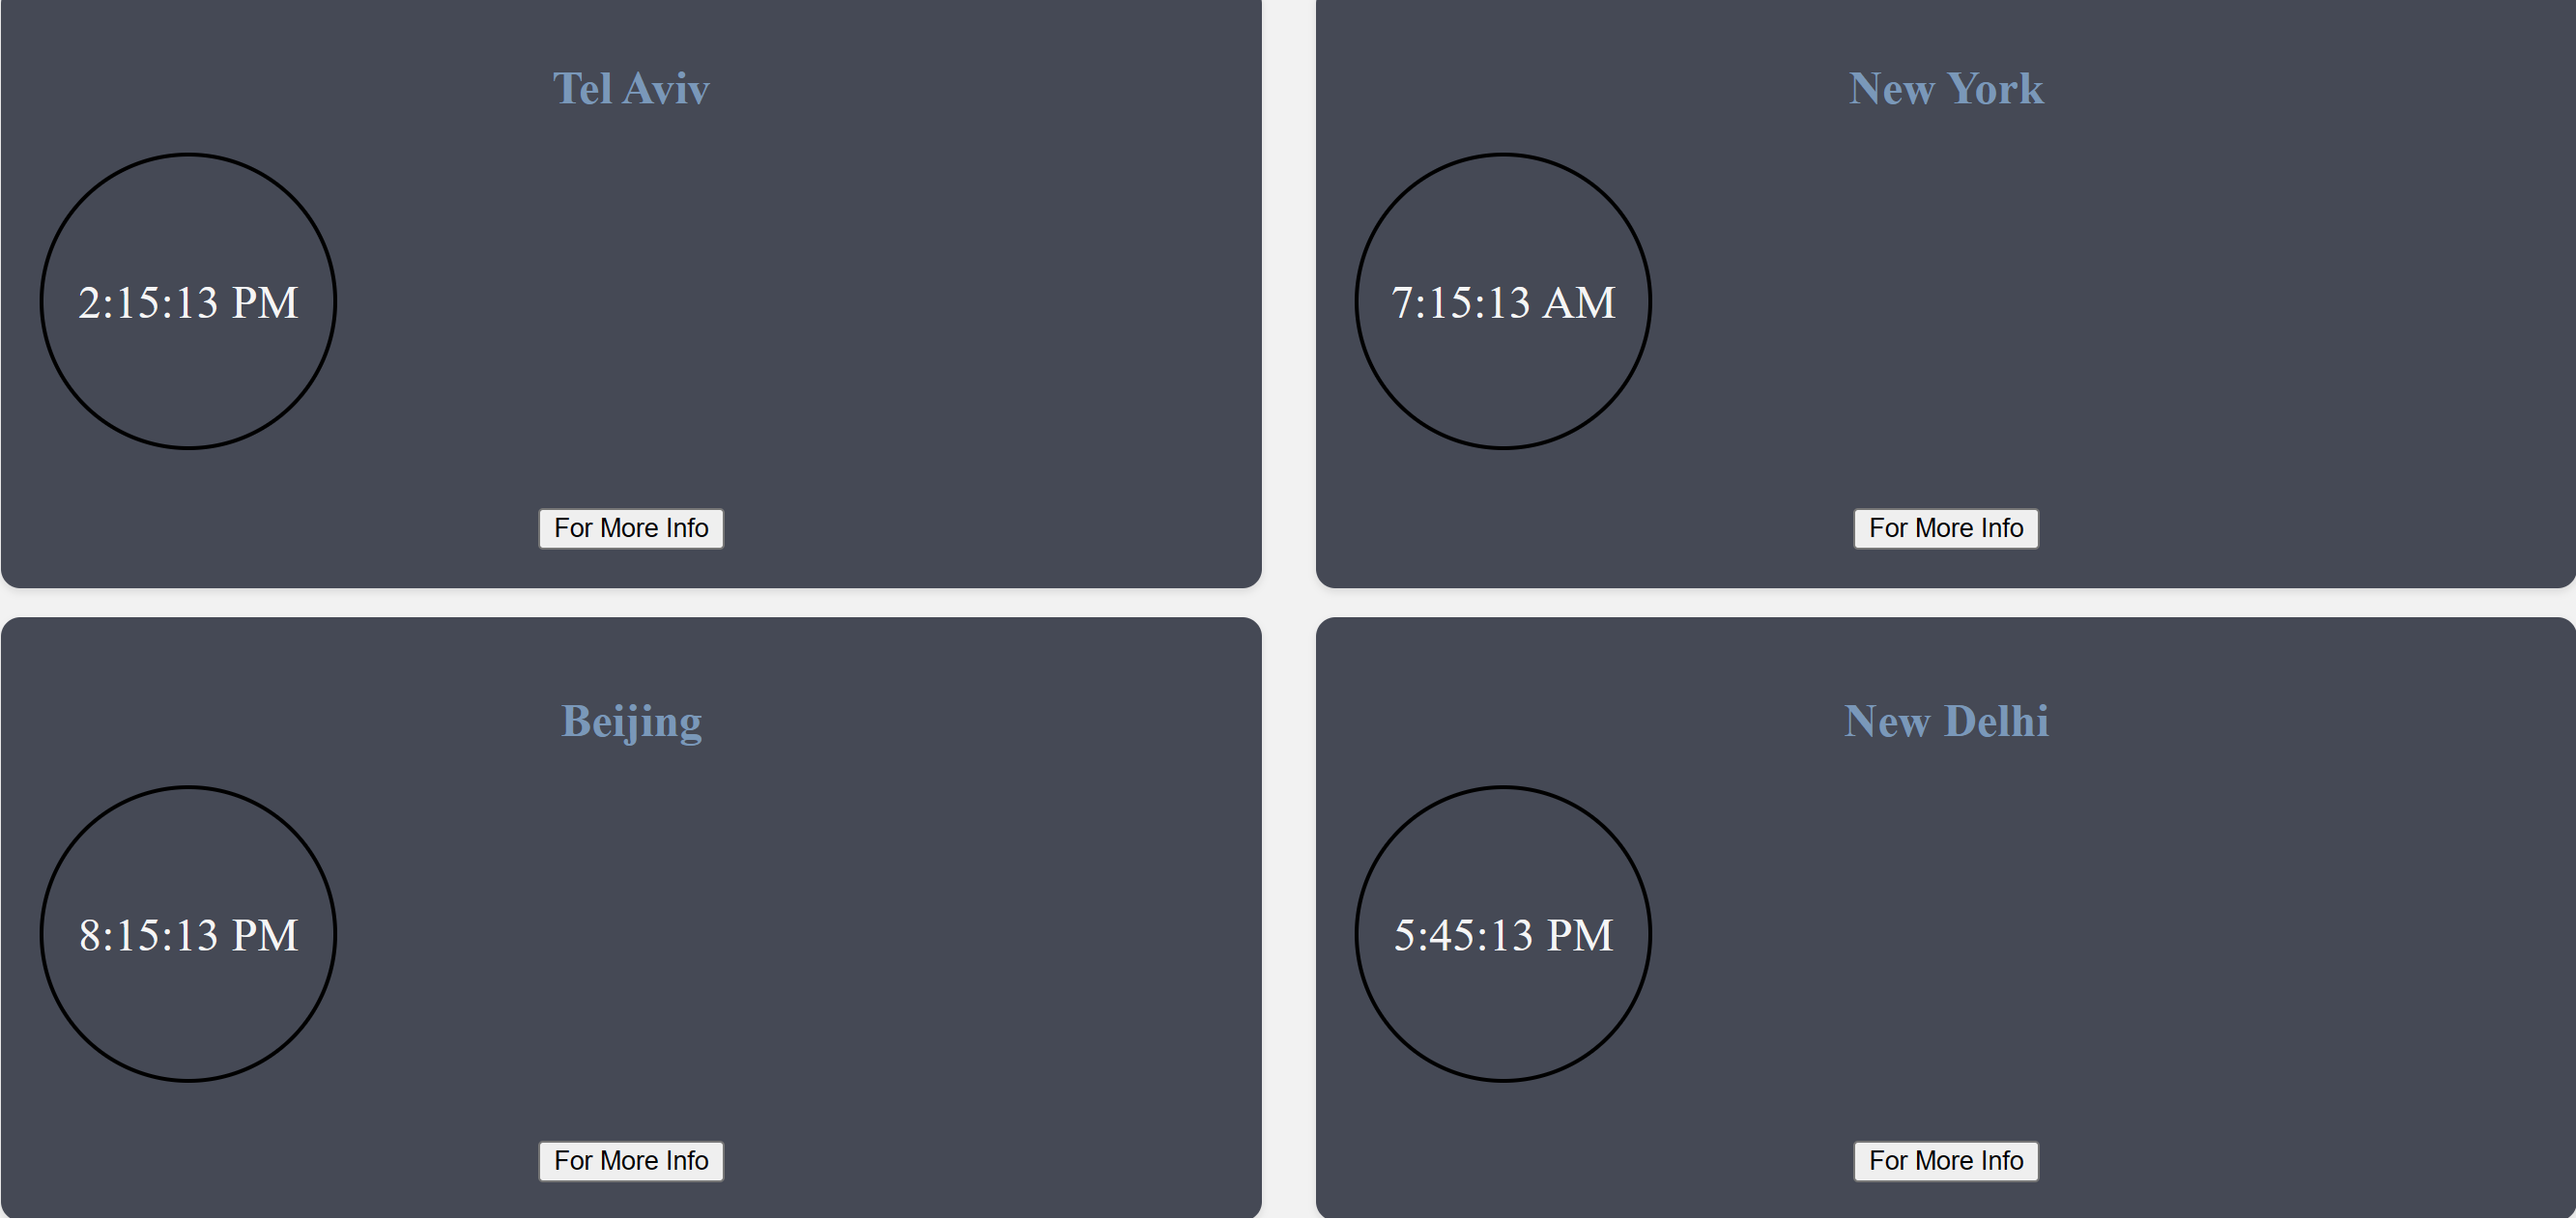 Tel Aviv
2:15:13 PM
For More Info
New York
7:15:13 AM
For More Info
Beijing
8:15:13 PM
For More Info
New Delhi
5:45:13 PM
For More Info